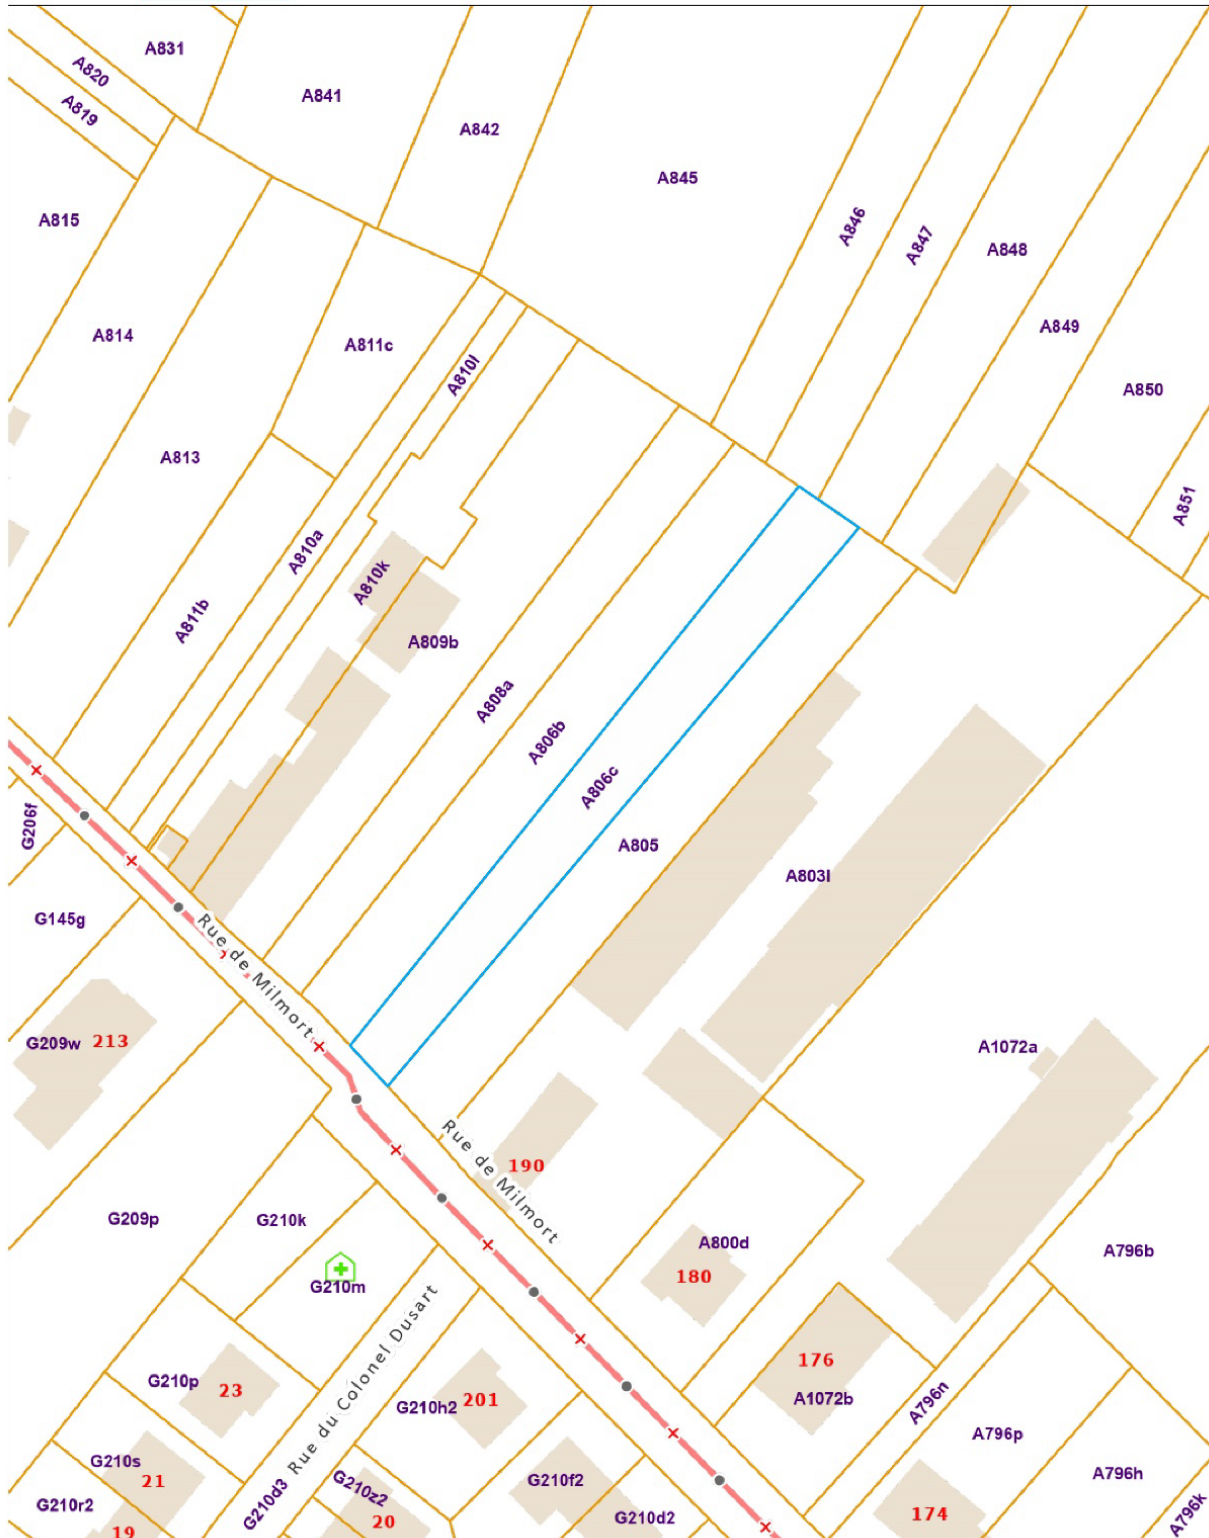 A831
A820
A841
A819
A842
A845
A815
A846
A847
A848
A814
A811c
A849
A810l
A850
A813
A851
A810a
A810k
A811b
A809b
A808a
A806b
A806c
G206f
A805
A803l
G145g
Rue de Milmort
G209w
213
A1072a
Rue de Milmort
190
G209p
G210k
A800d
180
A796b
G210m
Rue du Colonel Dusart
176
G210p
23
G210h2
201
A1072b
A796n
A796p
G210s
21
G210z2
G210f2
A796h
G210r2
G210d3
20
G210d2
174
A796k
19